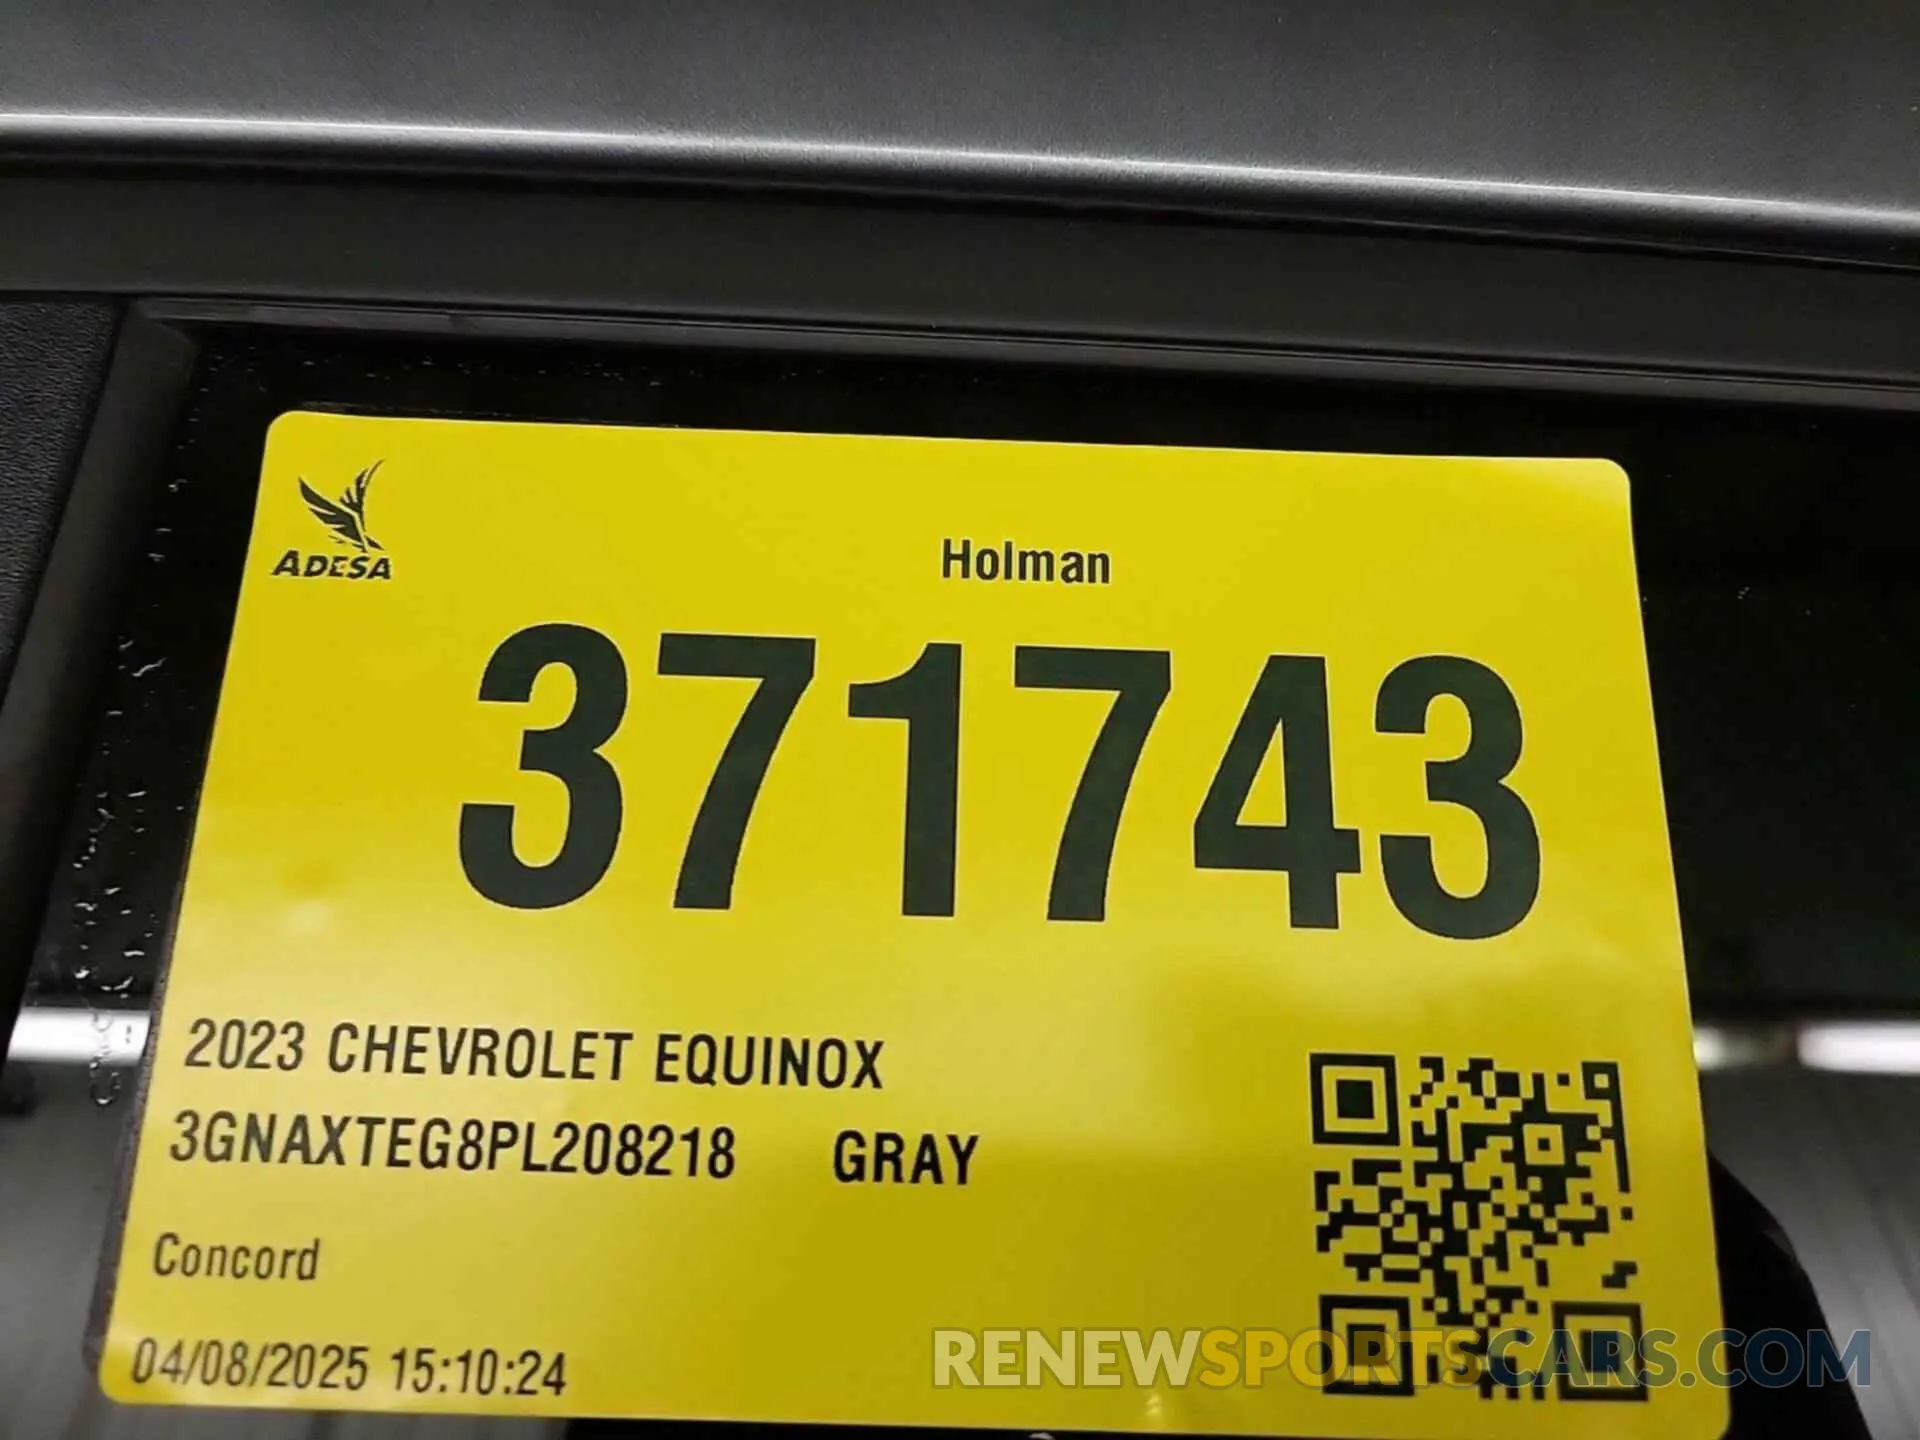 ADESA
Holman
371743
2023 CHEVROLET EQUINOX
3GNAXTEG8PL208218 GRAY
Concord
04/08/2025 15:10:24
RENEWSPORTSCARS.COM